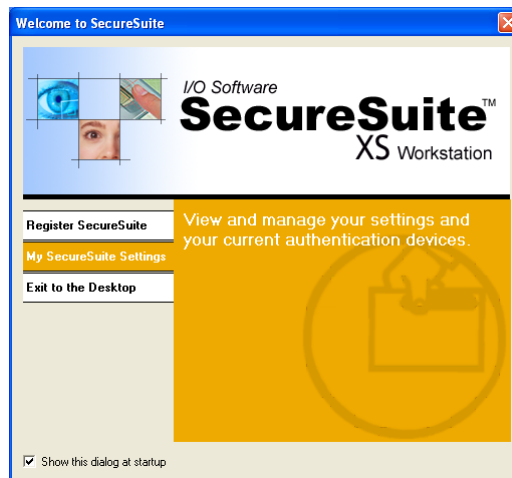 Welcome to SecureSuite
I/O Software
SecureSuite™
XS Workstation
Register SecureSuite
My SecureSuite Settings
Exit to the Desktop
View and manage your settings and
your current authentication devices.
Show this dialog at startup